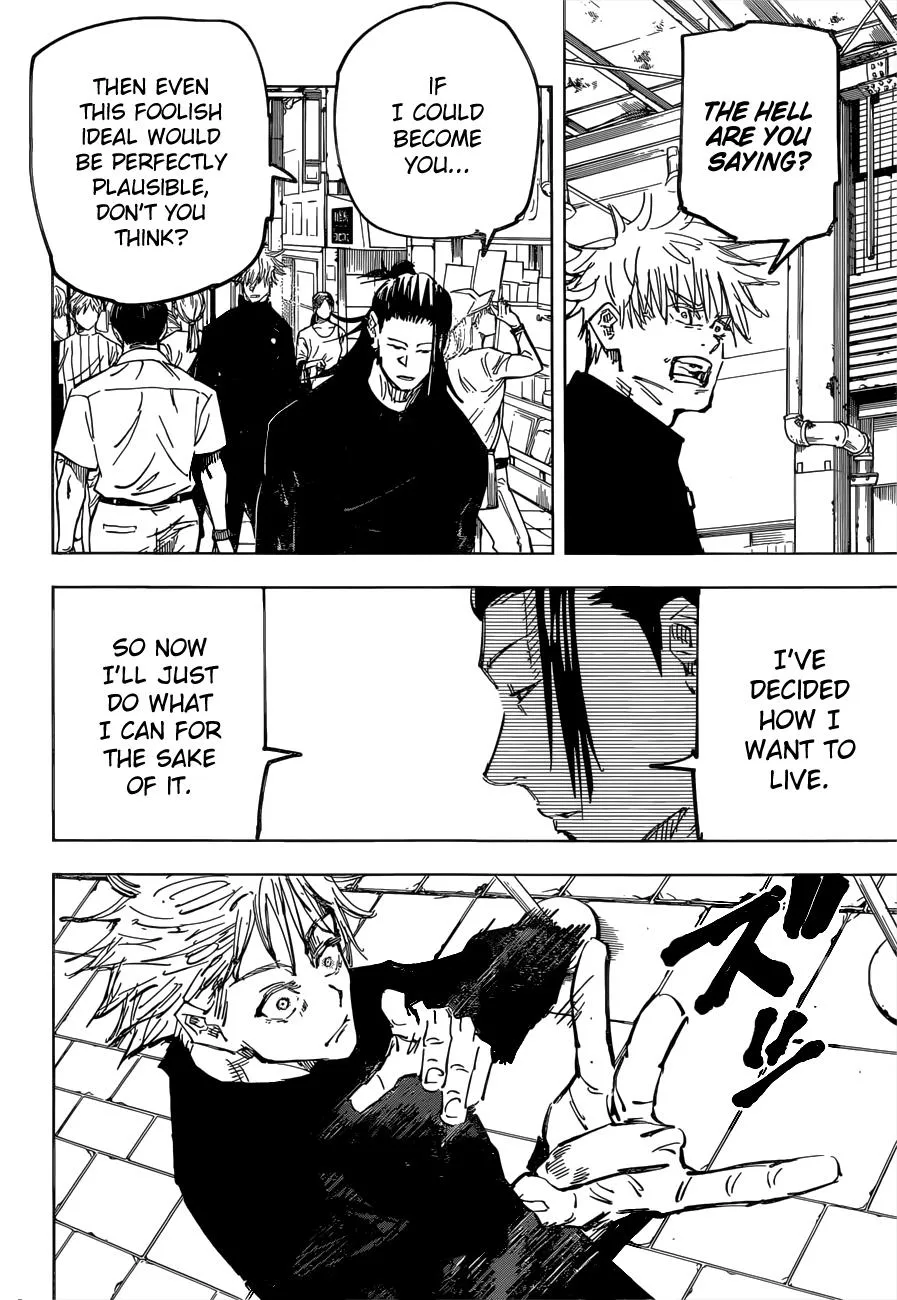 THE HELL
ARE YOU
SAYING?
IF
I COULD
BECOME
YOU...
THEN EVEN
THIS FOOLISH
IDEAL WOULD
BE PERFECTLY
PLAUSIBLE,
DON'T YOU
THINK?
I'VE
DECIDED
HOW I
WANT TO
LIVE.
SO NOW
I'LL JUST
DO WHAT
I CAN FOR
THE SAKE
OF IT.
ズッ